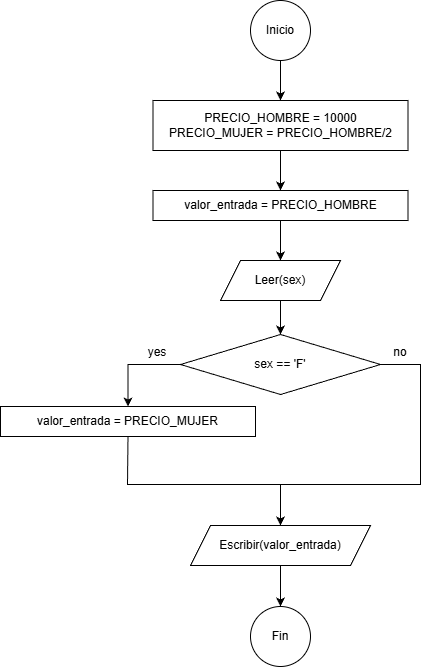 Inicio
PRECIO_HOMBRE = 10000
PRECIO_MUJER = PRECIO_HOMBRE/2
valor_entrada = PRECIO_HOMBRE
Leer(sex)
yes
no
sex == 'F'
valor_entrada = PRECIO_MUJER
Escribir(valor_entrada)
Fin